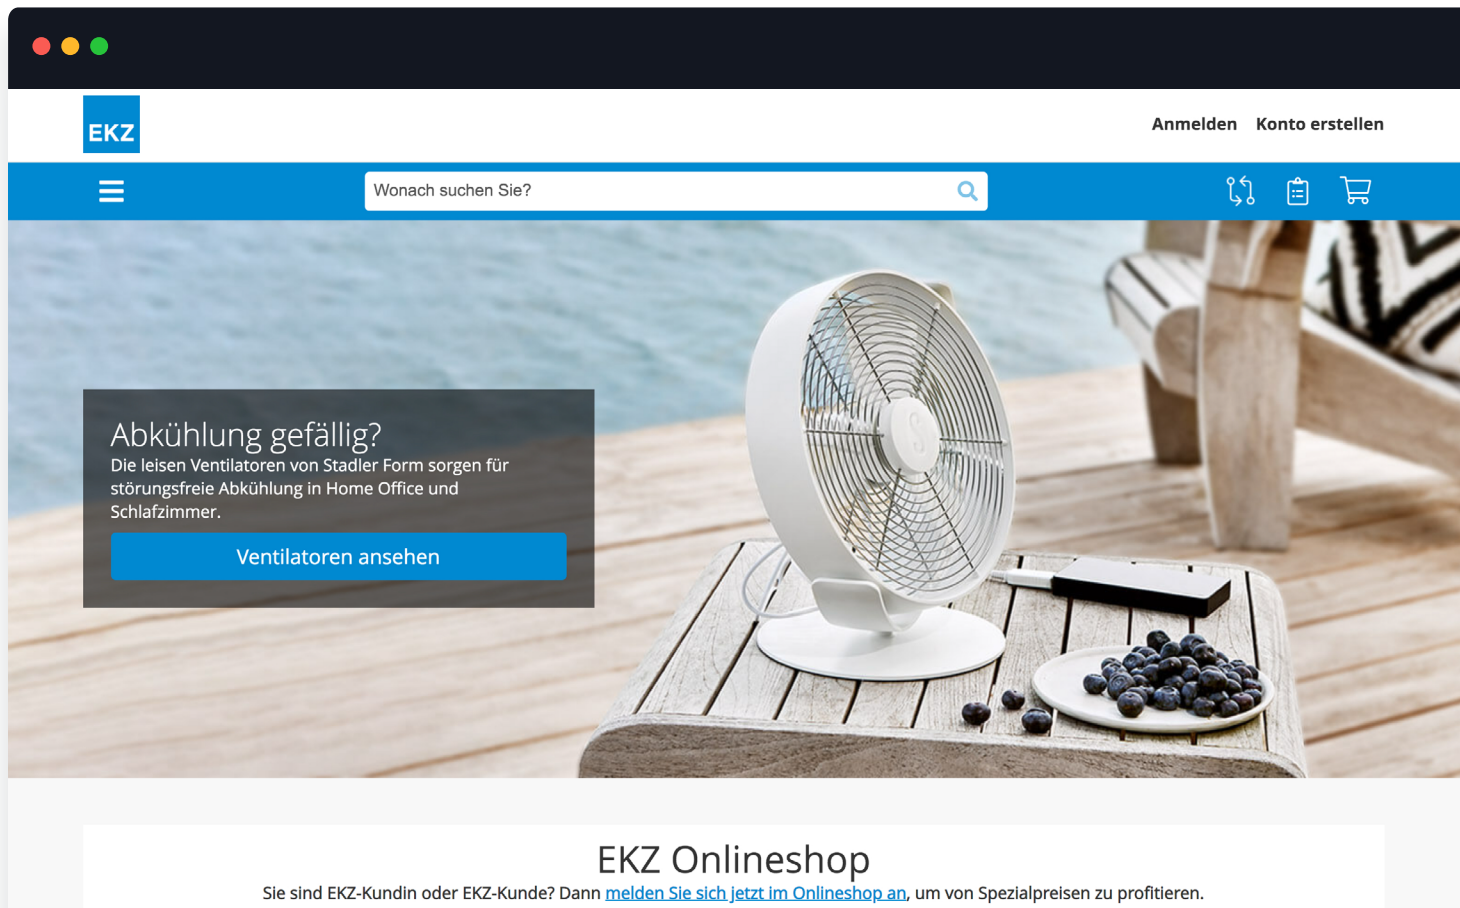 EKZ
Anmelden Konto erstellen
Wonach suchen Sie?
Abkühlung gefällig?
Die leisen Ventilatoren von Stadler Form sorgen für
störungsfreie Abkühlung in Home Office und
Schlafzimmer.
Ventilatoren ansehen
S
EKZ Onlineshop
Sie sind EKZ-Kundin oder EKZ-Kunde? Dann melden Sie sich jetzt im Onlineshop an, um von Spezialpreisen zu profitieren.